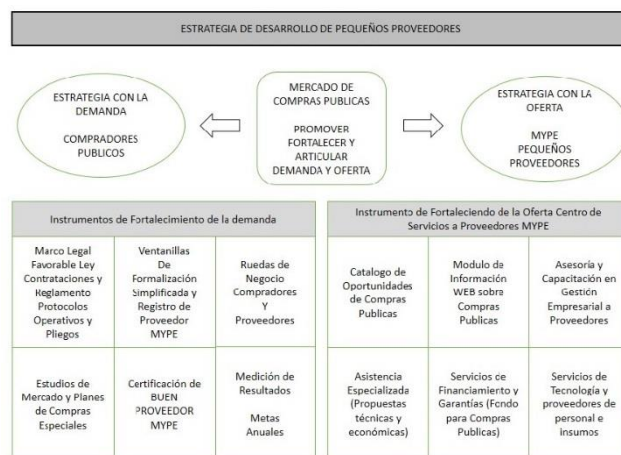 ESTRATEGIA DE DESARROLLO DE PEQUEÑOS PROVEEDORES
ESTRATEGIA CON LA
DEMANDA
COMPRADORES
PUBLICOS
MERCADO DE
COMPRAS PUBLICAS
PROMOVER
FORTALECER Y
ARTICULAR
DEMANDA Y OFERTA
ESTRATEGIA CON LA
OFERTA
MYPE
PEQUEÑOS
PROVEEDORES
Instrumentos de Fortalecimiento de la demanda
Marco Legal
Favorable Ley
Contrataciones y
Reglamento
Protocolos
Operativos y
Pliegos
Ventanillas
De
Formalización
Simplificada y
Registro de
Proveedor
MYPE
Ruedas de
Negocio
Compradores
Y
Proveedores
Estudios de
Mercado y Planes
de Compras
Especiales
Certificación de
BUEN
PROVEEDOR
MYPE
Medición de
Resultados
Metas
Anuales
Instrumento de Fortaleciendo de la Oferta Centro de
Servicios a Proveedores MYPE
Catalogo de
Oportunidades
de Compras
Publicas
Modulo de
Información
WEB sobre
Compras
Publicas
Asesoría y
Capacitación en
Gestión
Empresarial a
Proveedores
Asistencia
Especializada
(Propuestas
técnicas y
económicas)
Servicios de
Financiamiento y
Garantías (Fondo
para Compras
Publicas)
Servicios de
Tecnología y
proveedores de
personal e
insumos